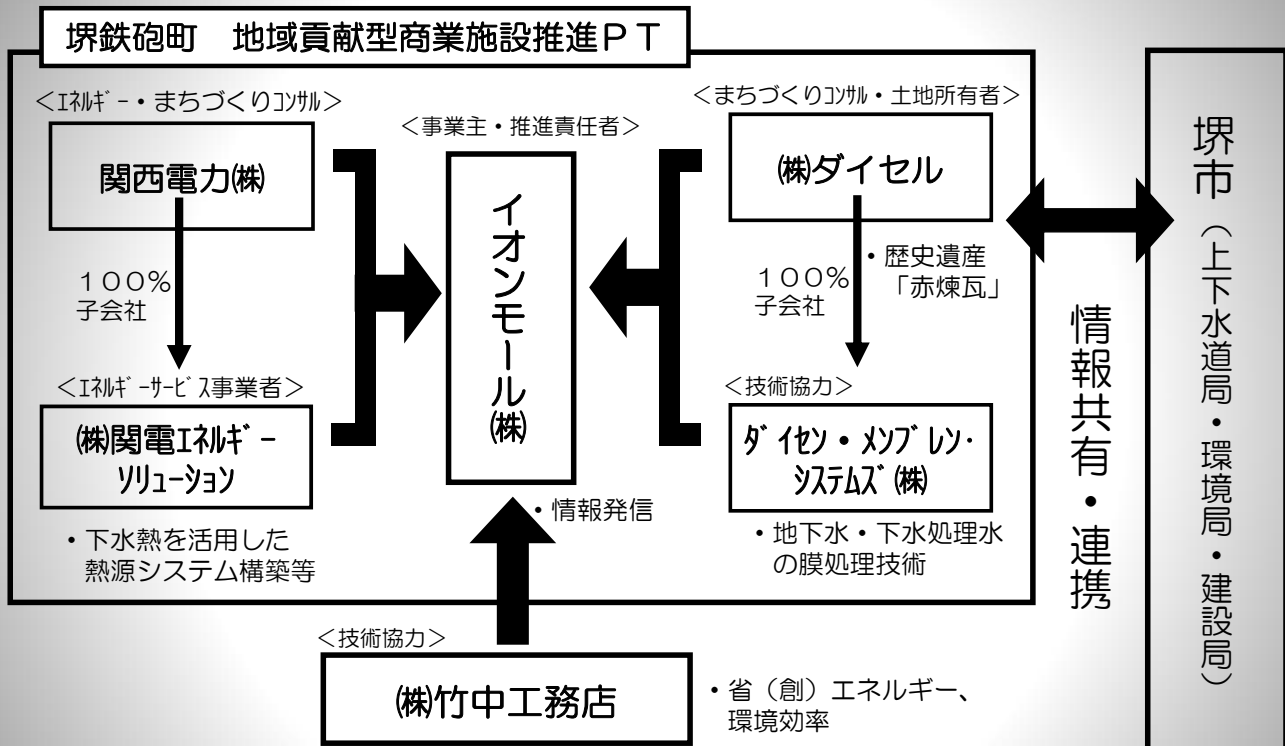 堺鉄砲町　地域貢献型商業施設推進ＰＴ
＜ｴﾈﾙｷﾞｰ・まちづくりｺﾝｻﾙ＞
関西電力㈱
１００％
子会社
＜ｴﾈﾙｷﾞｰｻｰﾋﾞｽ事業者＞
㈱関電ｴﾈﾙｷﾞｰ
ｿﾘｭｰｼｮﾝ
・下水熱を活用した
熱源システム構築等
＜事業主・推進責任者＞
イオンモール㈱
・情報発信
＜まちづくりｺﾝｻﾙ・土地所有者＞
㈱ダイセル
１００％
子会社
・歴史遺産
「赤煉瓦」
＜技術協力＞
ﾀﾞｲｾﾝ・ﾒﾝﾌﾞﾚﾝ・
ｼｽﾃﾑｽﾞ㈱
・地下水・下水処理水
の膜処理技術
＜技術協力＞
㈱竹中工務店
・省（創）エネルギー、
環境効率
情報共有・連携
堺市（上下水道局・環境局・建設局）